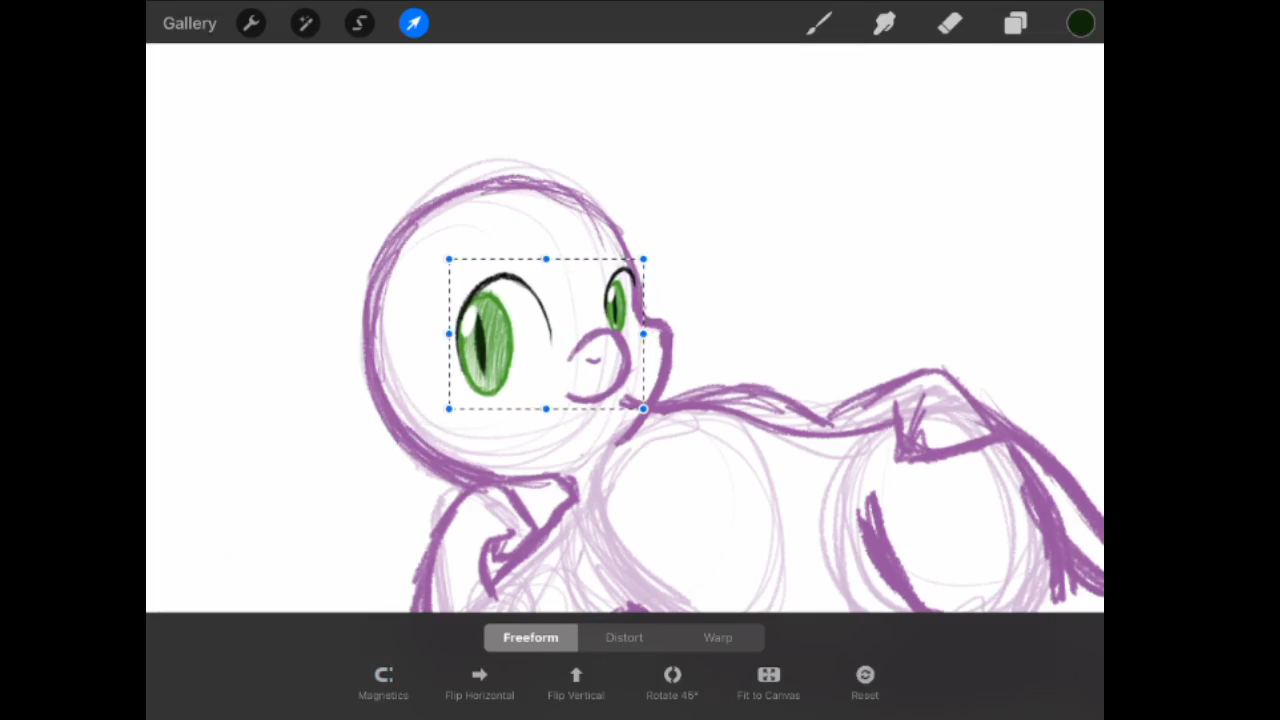 Gallery
Freeform Distort Warp
Magnetics Flip Horizontal Flip Vertical Rotate 45° Fit to Canvas Reset